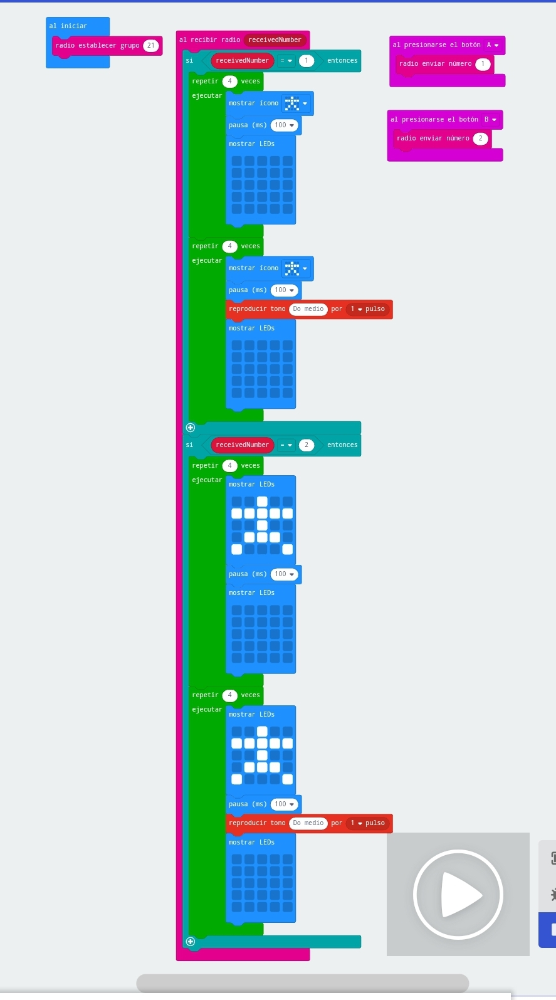 al iniciar
radio establecer grupo 21
al recibir radio receivedNumber
si receivedNumber = 1 entonces
repetir 4 veces
ejecutar
mostrar ícono
pausa (ms) 100
mostrar LEDs
repetir 4 veces
ejecutar
mostrar ícono
pausa (ms) 100
reproducir tono Do medio por 1 pulso
mostrar LEDs
si receivedNumber = 2 entonces
repetir 4 veces
ejecutar
mostrar LEDs
pausa (ms) 100
mostrar LEDs
repetir 4 veces
ejecutar
mostrar LEDs
pausa (ms) 100
reproducir tono Do medio por 1 pulso
mostrar LEDs
al presionarse el botón A
radio enviar número 1
al presionarse el botón B
radio enviar número 2